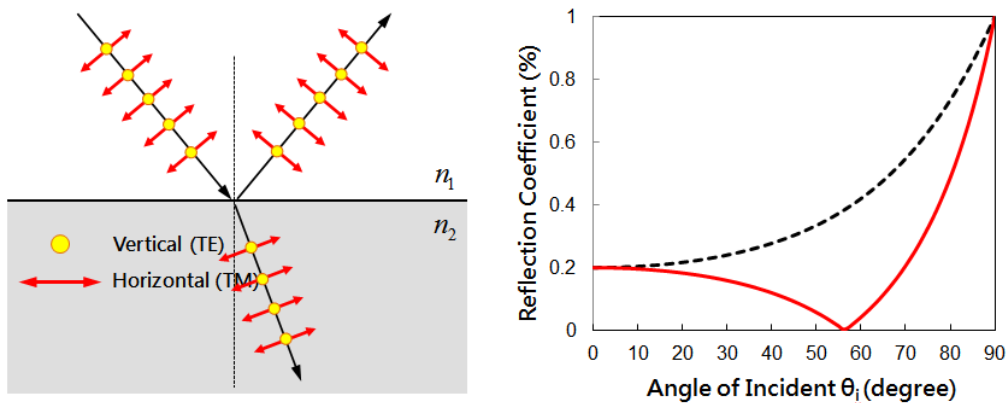 n1
n2
Vertical (TE)
Horizontal (TM)
Reflection Coefficient (%)
1
0.8
0.6
0.4
0.2
0
0 10 20 30 40 50 60 70 80 90
Angle of Incident θi (degree)